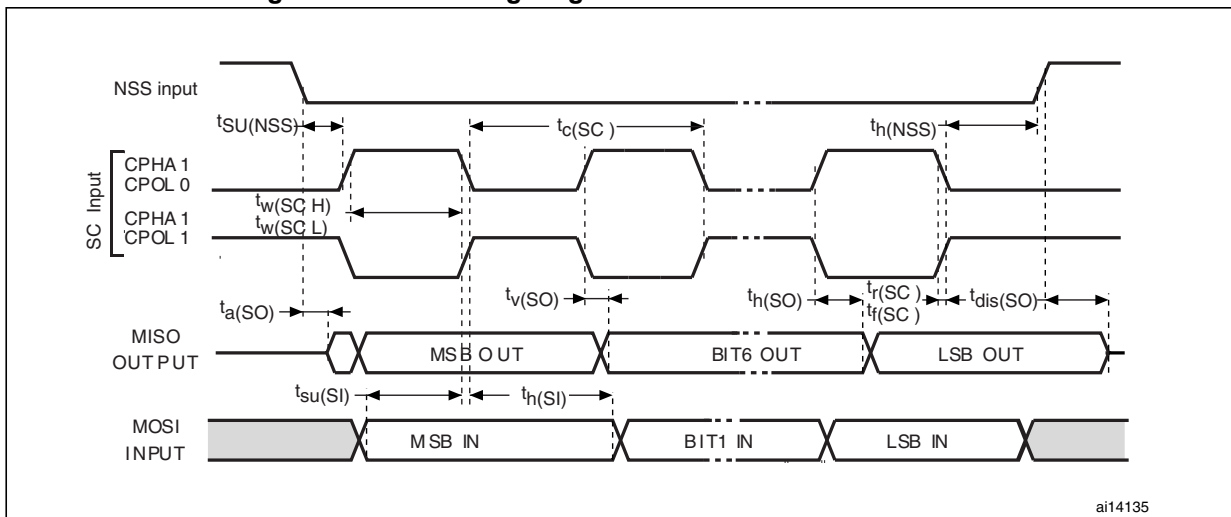 NSS input
tSU(NSS)
tc(SC )
th(NSS)
SC Input
CPHA 1
CPOL 0
tw(SC H)
tw(SC L)
CPHA 1
CPOL 1
ta(SO)
tv(SO)
th(SO)
tr(SC )
tf(SC )
tdis(SO)
MISO
OUTPUT
MSB OUT
BIT6 OUT
LSB OUT
tsu(SI)
th(SI)
MOSI
INPUT
MSB IN
BIT1 IN
LSB IN
ai14135